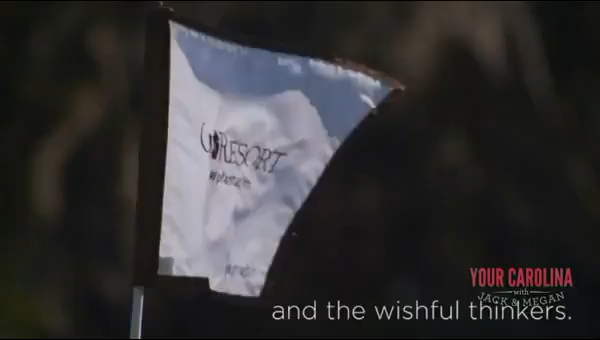 RESORT
YOUR CAROLINA
with
JACK & MEGAN
and the wishful thinkers.